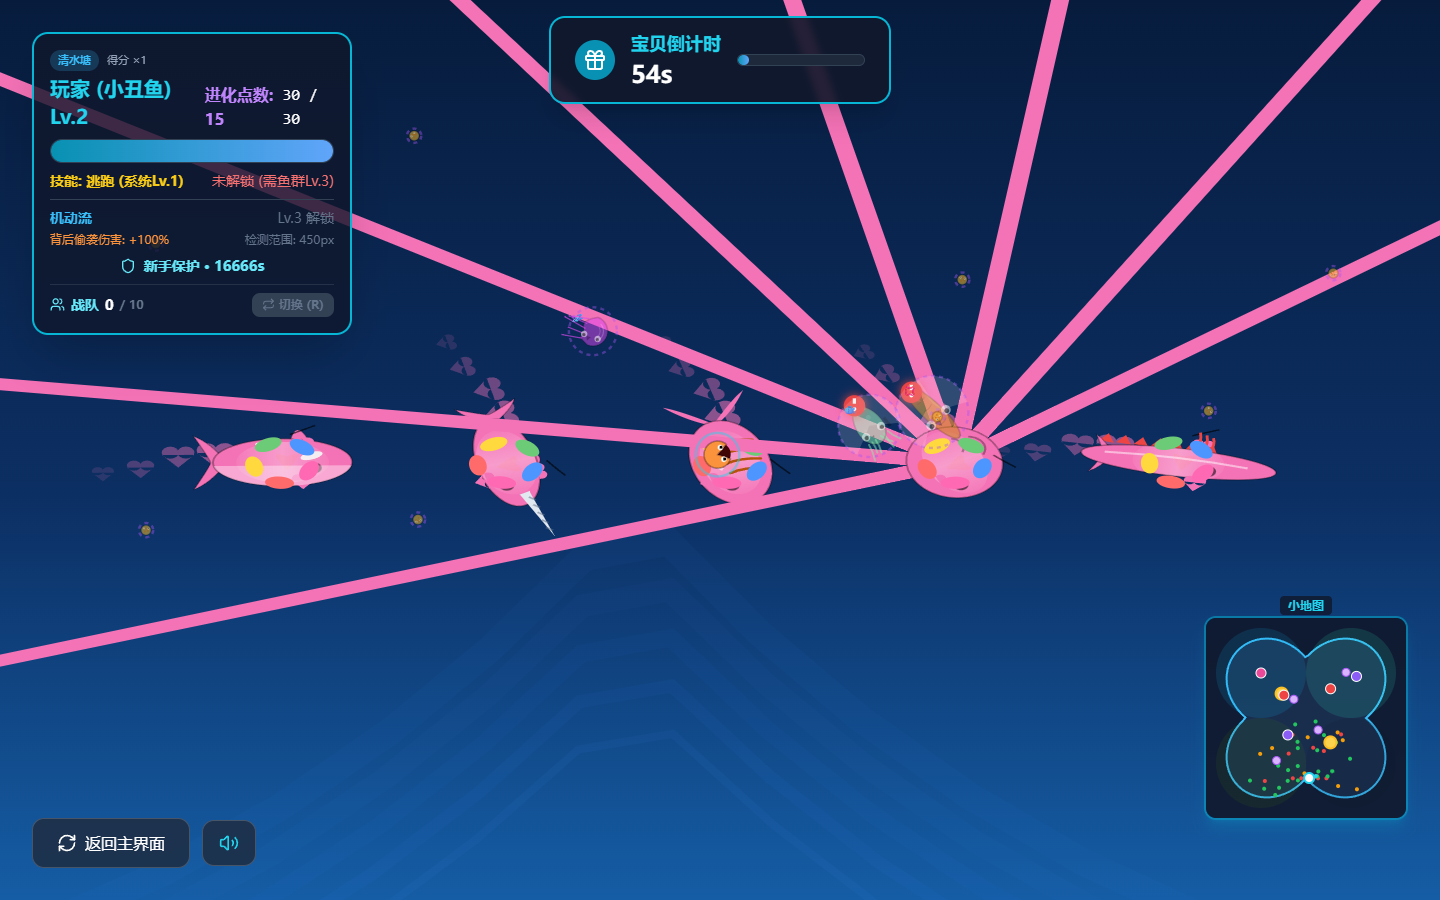 清水塘 得分 ×1
玩家 (小丑鱼)
Lv.2
进化点数:
15
30 /
30
技能: 逃跑 (系统Lv.1) 未解锁 (需鱼群Lv.3)
机动流 Lv.3 解锁
背后偷袭伤害: +100% 检测范围: 450px
新手保护 • 16666s
战队 0 / 10 切换 (R)
宝贝倒计时
54s
小地图
返回主界面